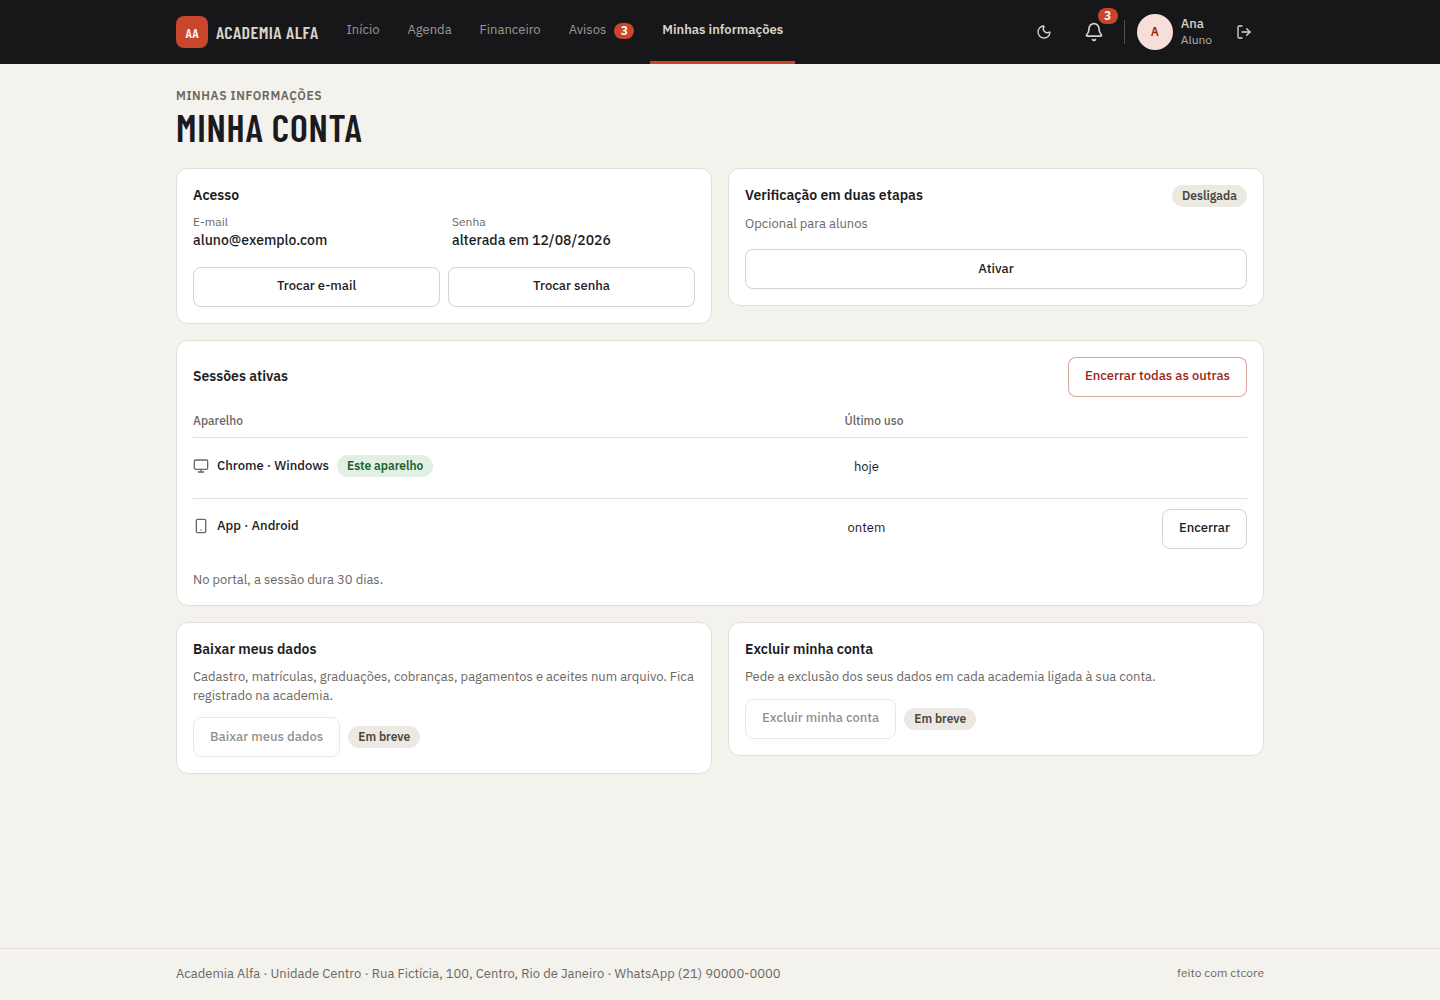 AA ACADEMIA ALFA Início Agenda Financeiro Avisos 3 Minhas informações 3 A Ana
Aluno
MINHAS INFORMAÇÕES
MINHA CONTA
Acesso
E-mail Senha
aluno@exemplo.com alterada em 12/08/2026
Trocar e-mail Trocar senha
Verificação em duas etapas Desligada
Opcional para alunos
Ativar
Sessões ativas Encerrar todas as outras
Aparelho Último uso
Chrome · Windows Este aparelho hoje
App · Android ontem Encerrar
No portal, a sessão dura 30 dias.
Baixar meus dados
Cadastro, matrículas, graduações, cobranças, pagamentos e aceites num arquivo. Fica
registrado na academia.
Baixar meus dados Em breve
Excluir minha conta
Pede a exclusão dos seus dados em cada academia ligada à sua conta.
Excluir minha conta Em breve
Academia Alfa · Unidade Centro · Rua Fictícia, 100, Centro, Rio de Janeiro · WhatsApp (21) 90000-0000 feito com ctcore